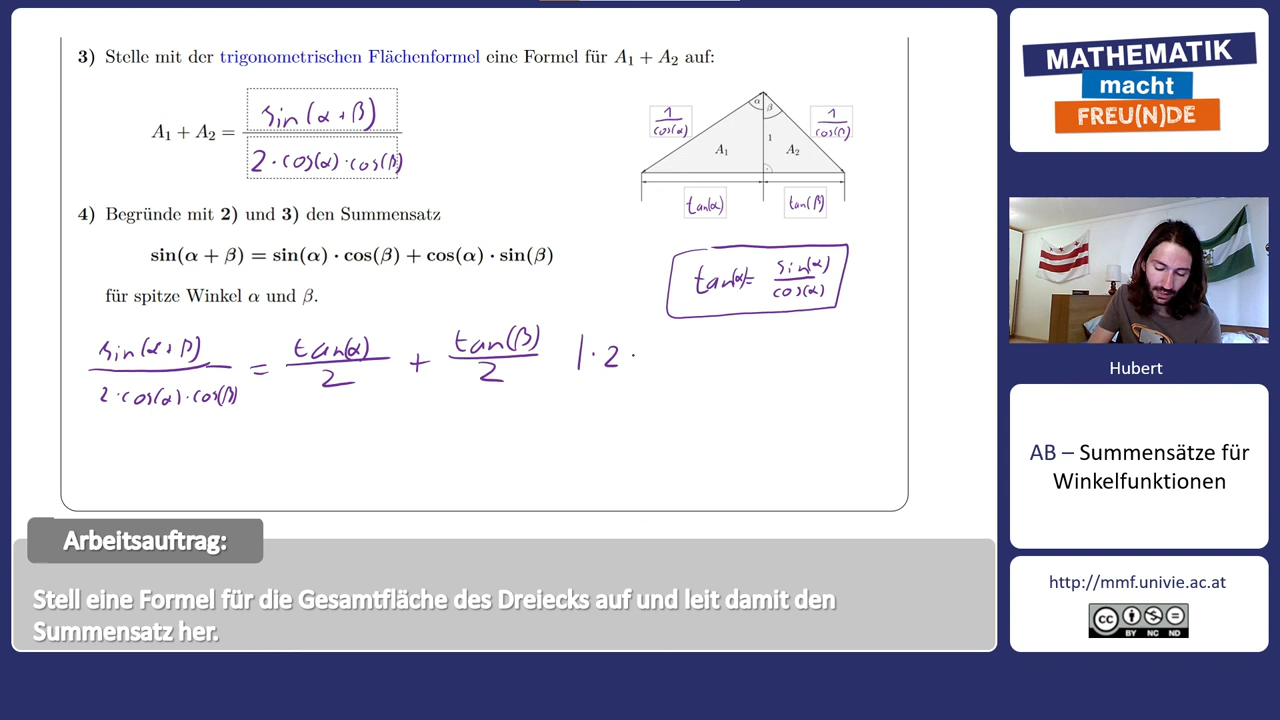 3) Stelle mit der trigonometrischen Flächenformel eine Formel für A₁ + A₂ auf:
A₁ + A₂ = sin(α+β) / 2·cos(α)·cos(β)
α β
1/cos(α) 1/cos(β)
1
A₁ A₂
tan(α) tan(β)
4) Begründe mit 2) und 3) den Summensatz
sin(α + β) = sin(α) · cos(β) + cos(α) · sin(β)
für spitze Winkel α und β.
tan(α)= sin(α)/cos(α)
sin(α+β) / 2·cos(α)·cos(β) = tan(α)/2 + tan(β)/2 |·2·
Arbeitsauftrag:
Stell eine Formel für die Gesamtfläche des Dreiecks auf und leit damit den
Summensatz her.
MATHEMATIK
macht
FREU(N)DE
Hubert
AB – Summensätze für
Winkelfunktionen
http://mmf.univie.ac.at
cc
BY NC ND